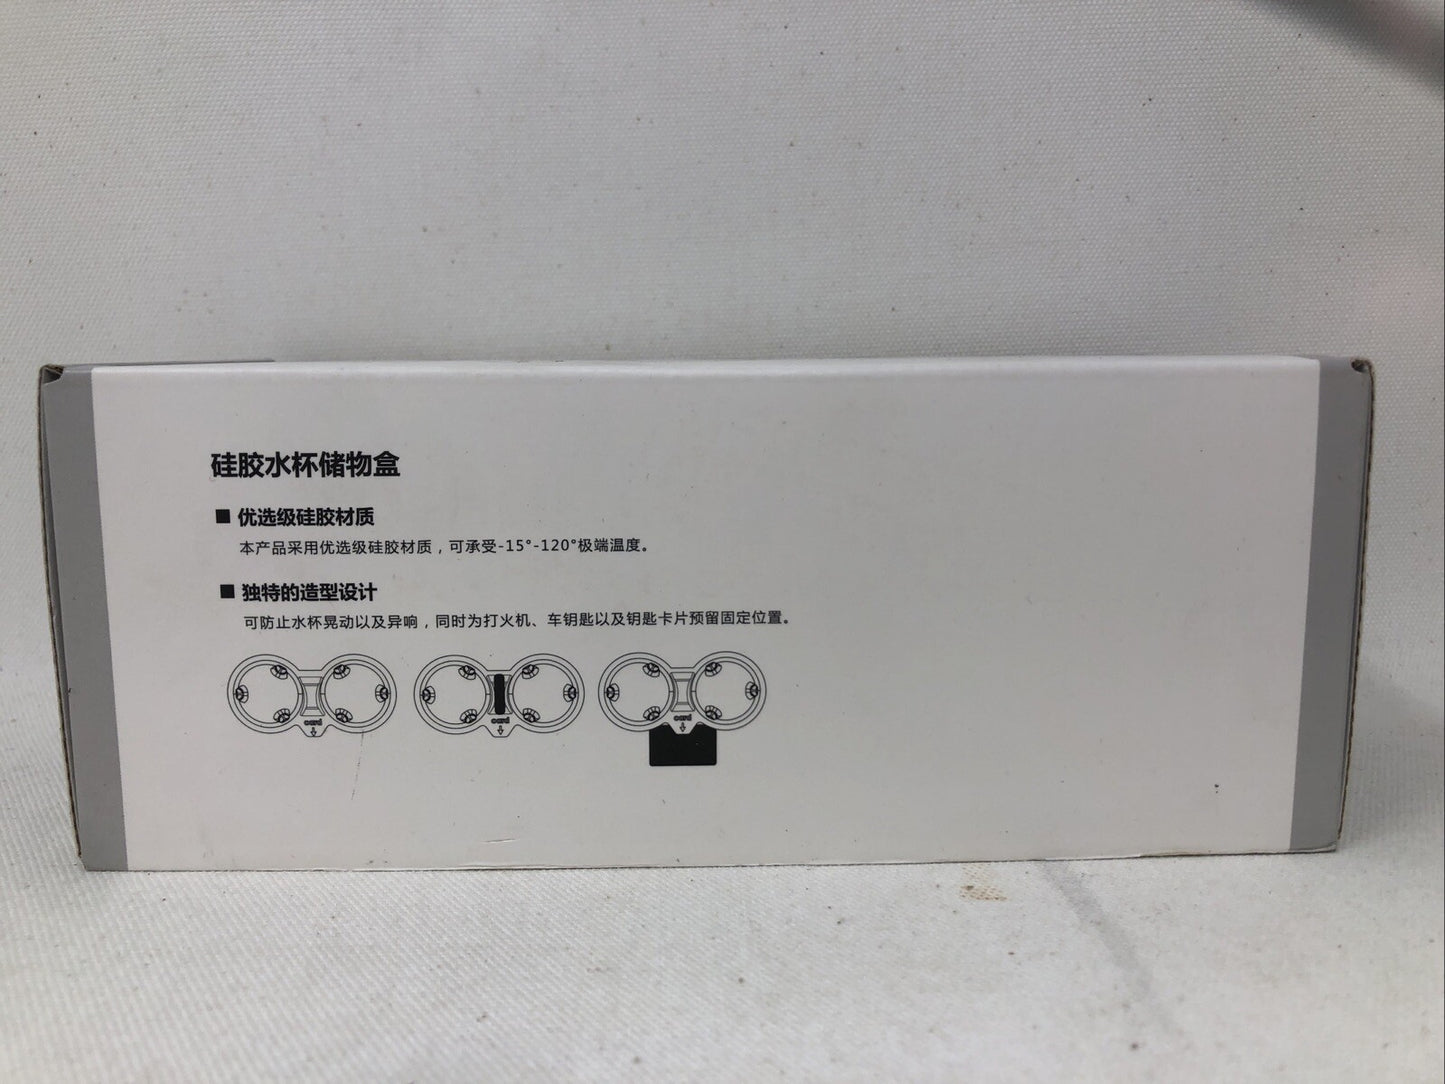 硅胶水杯储物盒
■ 优选级硅胶材质
本产品采用优选级硅胶材质，可承受-15°-120°极端温度。
■ 独特的造型设计
可防止水杯晃动以及异响，同时为打火机、车钥匙以及钥匙卡片预留固定位置。
card card card